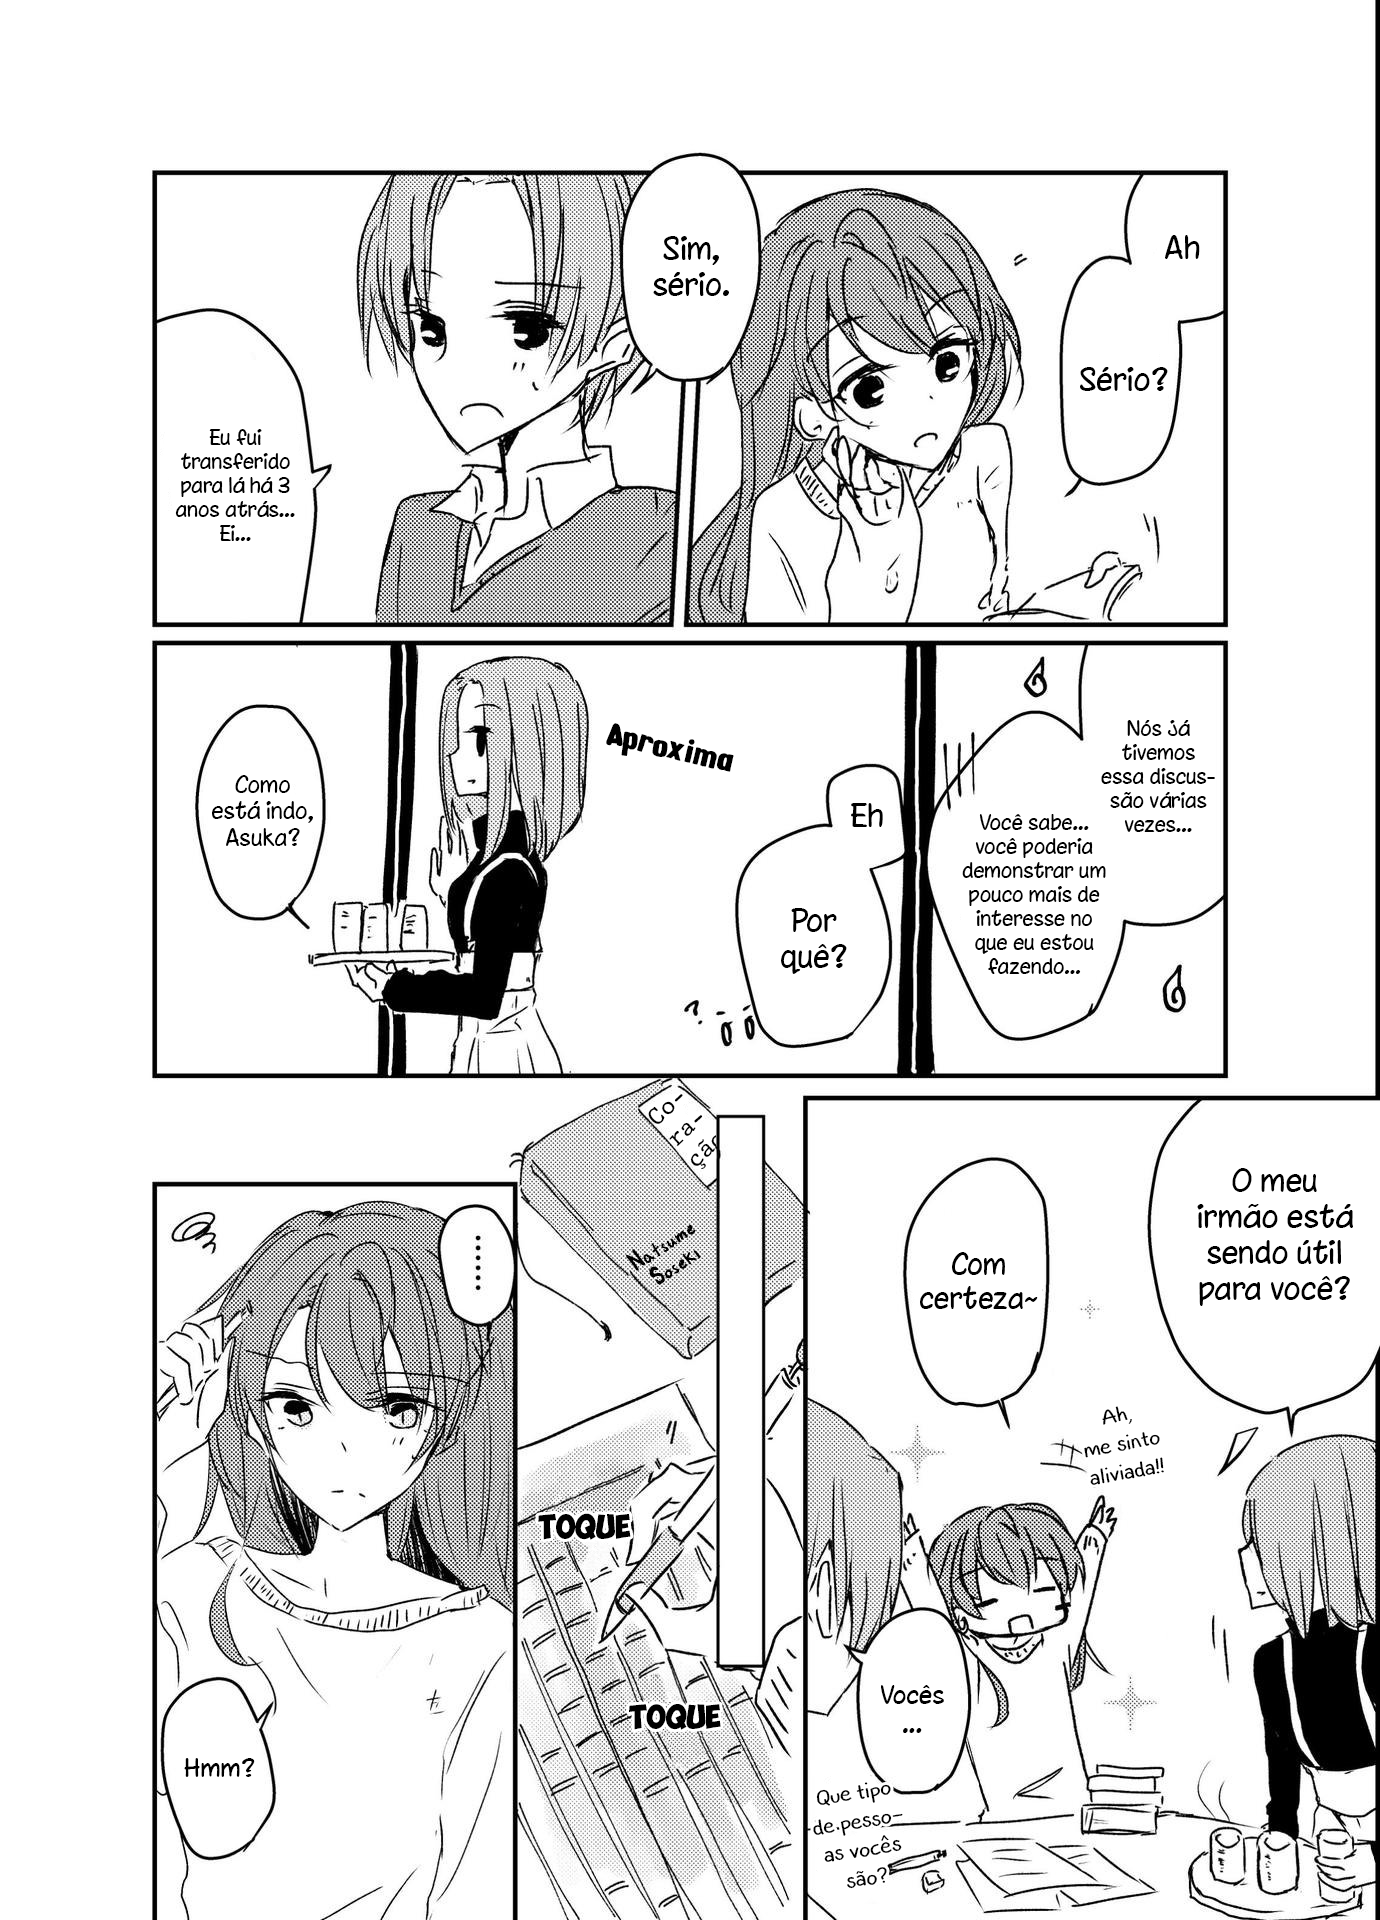 Ah
Sério?
Sim,
sério.
Eu fui
transferido
para lá há 3
anos atrás...
Ei...
Nós já
tivemos
essa discus-
são várias
vezes...
Você sabe...
você poderia
demonstrar um
pouco mais de
interesse no
que eu estou
fazendo...
Eh
Por
quê?
?
Aproxima
Como
está indo,
Asuka?
O meu
irmão está
sendo útil
para você?
Com
certeza~
Ah,
me sinto
aliviada!!
Vocês
...
Que tipo
de pesso-
as vocês
são?
Co-
ra-
ção
Natsume
Soseki
TOQUE
TOQUE
......
Hmm?